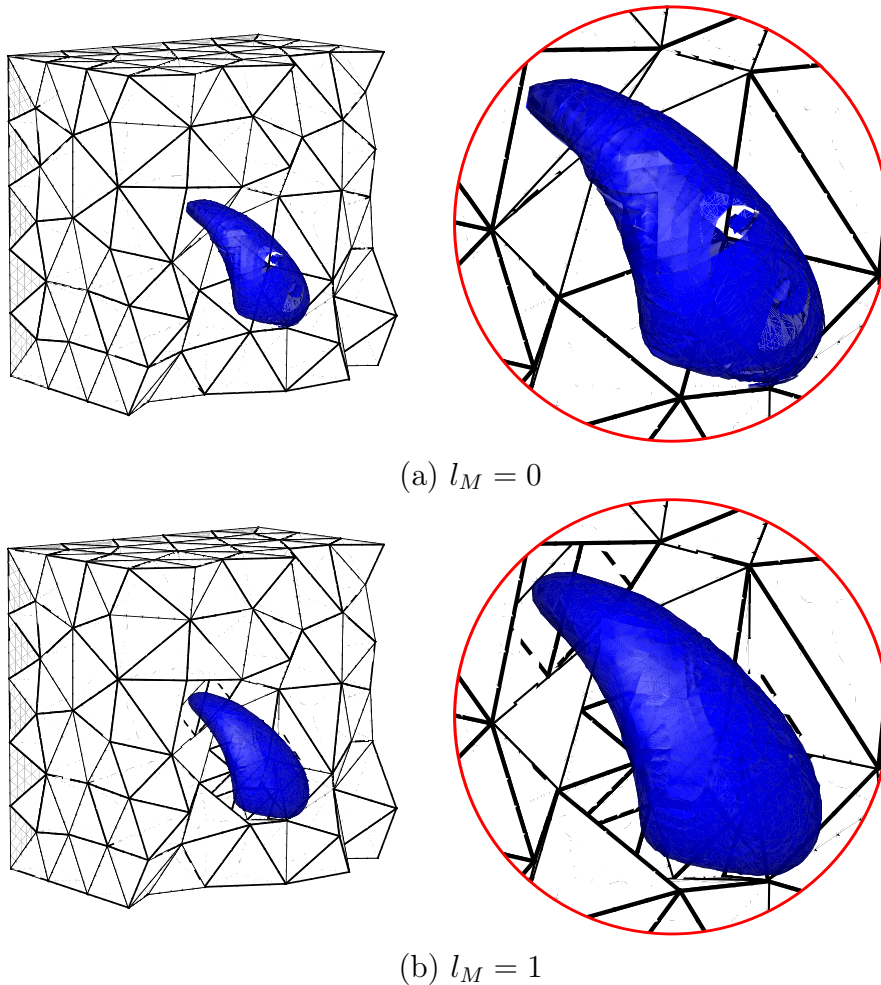 (a) $l_M = 0$
(b) $l_M = 1$